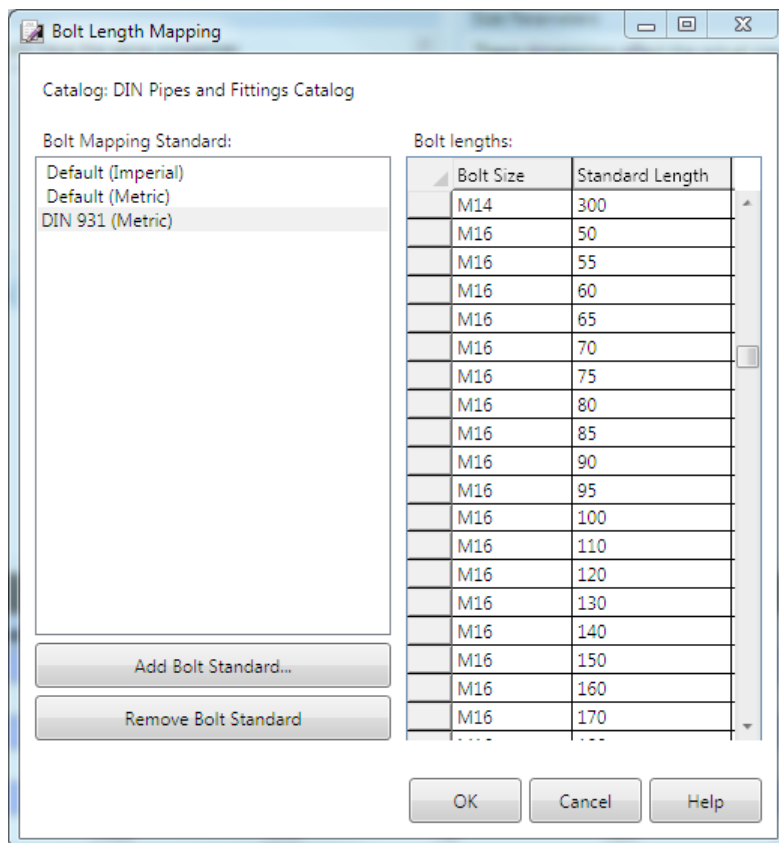 Bolt Length Mapping
Catalog: DIN Pipes and Fittings Catalog
Bolt Mapping Standard:
Default (Imperial)
Default (Metric)
DIN 931 (Metric)
Add Bolt Standard...
Remove Bolt Standard
Bolt lengths:
Bolt Size Standard Length
M14 300
M16 50
M16 55
M16 60
M16 65
M16 70
M16 75
M16 80
M16 85
M16 90
M16 95
M16 100
M16 110
M16 120
M16 130
M16 140
M16 150
M16 160
M16 170
OK Cancel Help